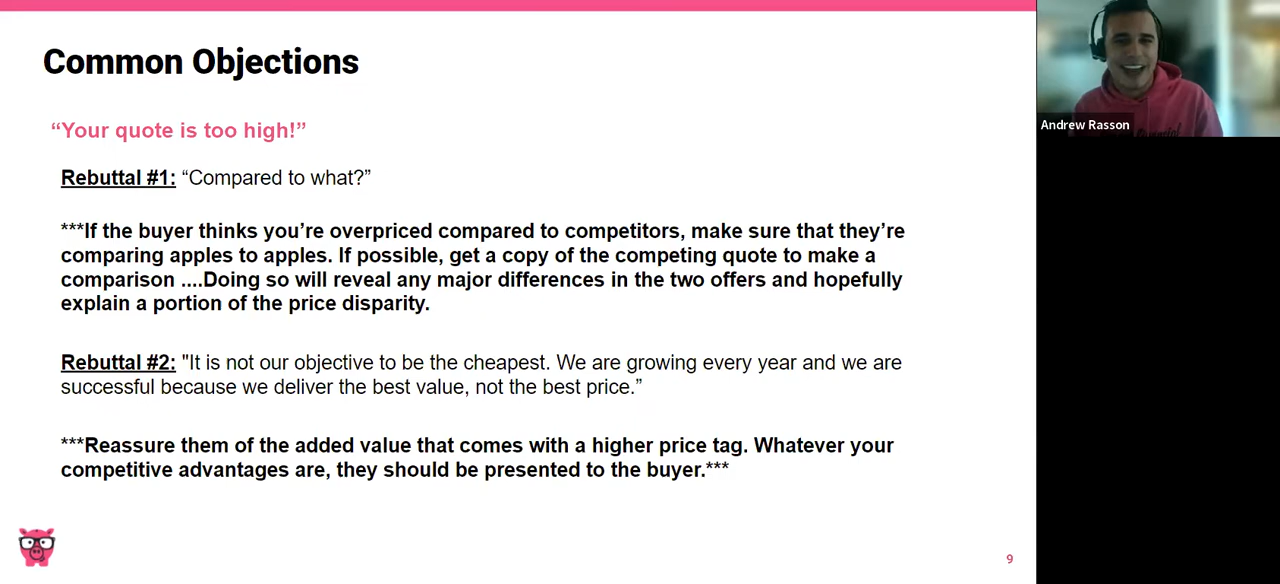 Common Objections
“Your quote is too high!”
Rebuttal #1: “Compared to what?”
***If the buyer thinks you’re overpriced compared to competitors, make sure that they’re
comparing apples to apples. If possible, get a copy of the competing quote to make a
comparison ....Doing so will reveal any major differences in the two offers and hopefully
explain a portion of the price disparity.
Rebuttal #2: "It is not our objective to be the cheapest. We are growing every year and we are
successful because we deliver the best value, not the best price.”
***Reassure them of the added value that comes with a higher price tag. Whatever your
competitive advantages are, they should be presented to the buyer.***
9
Andrew Rasson